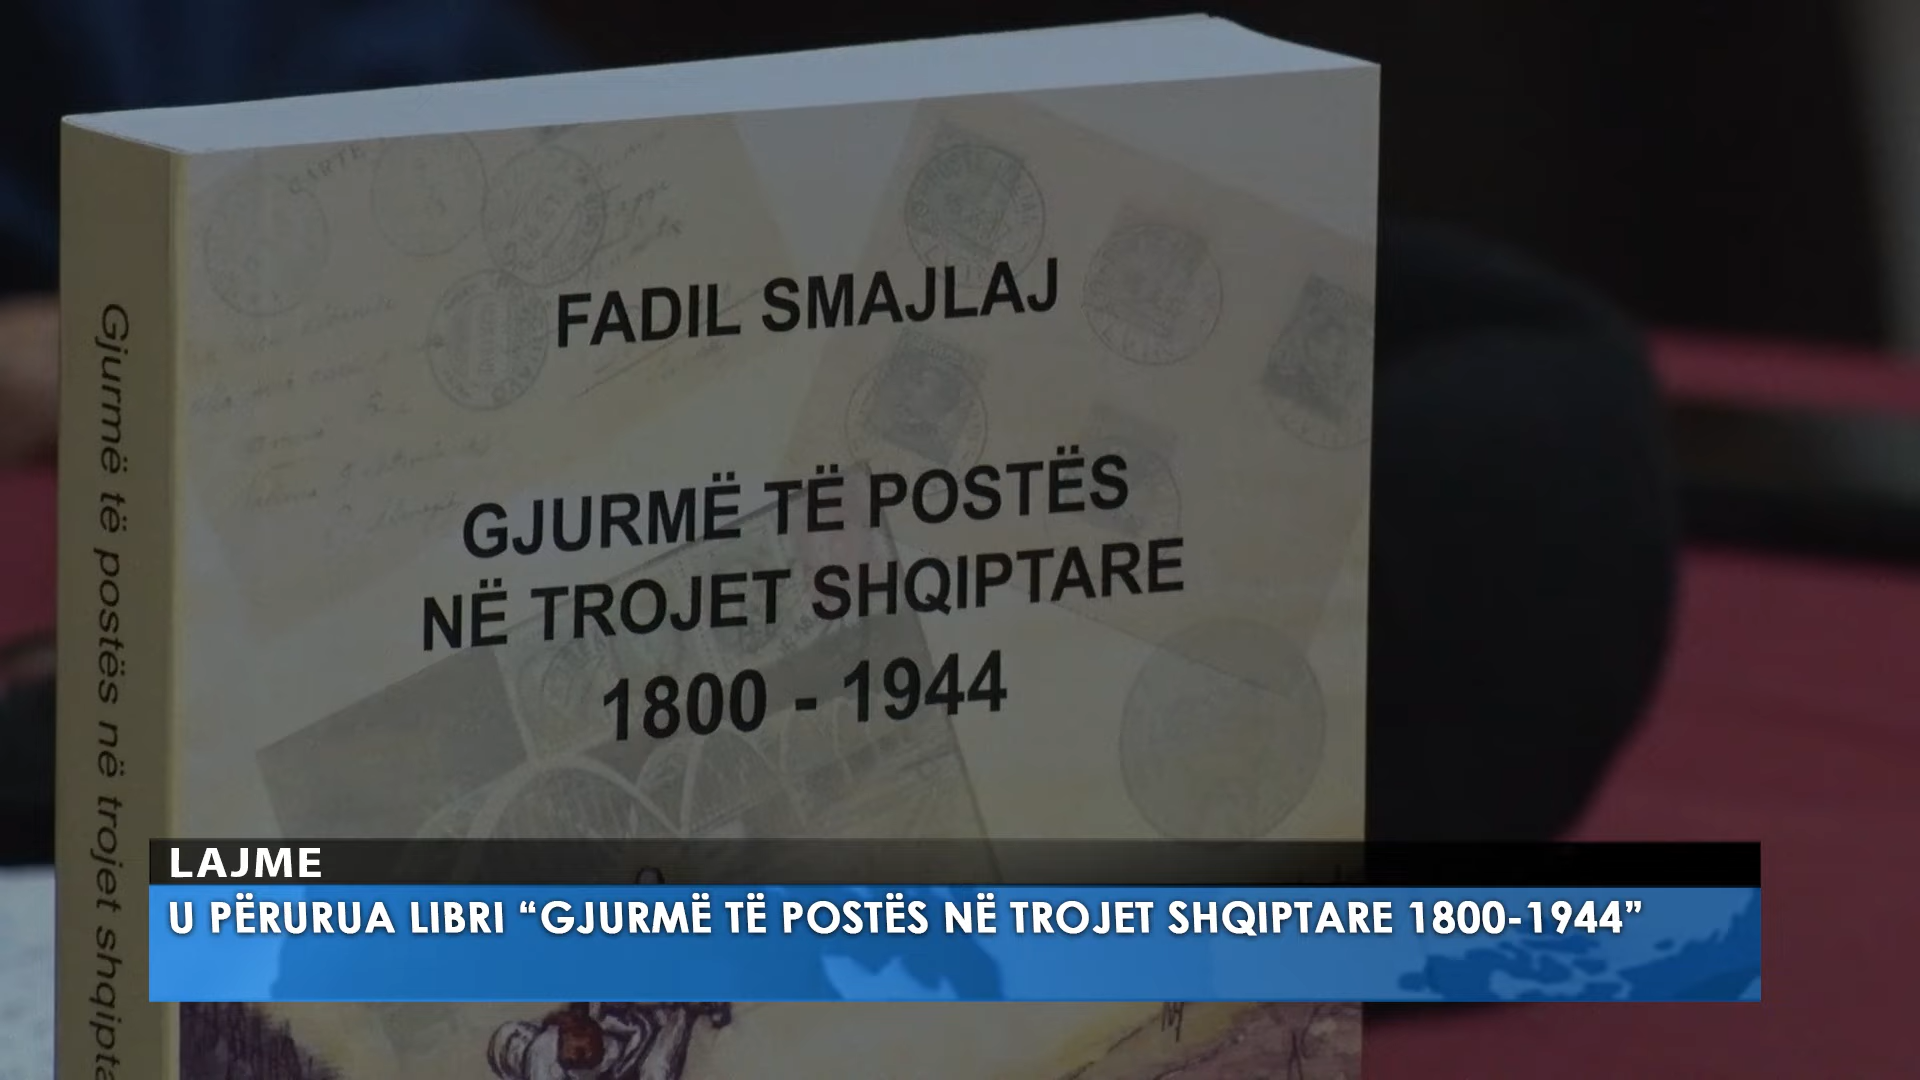 FADIL SMAJLAJ
GJURMË TË POSTËS
NË TROJET SHQIPTARE
1800 - 1944
Gjurmë të postës në trojet shqipta
LAJME
U PËRURUA LIBRI “GJURMË TË POSTËS NË TROJET SHQIPTARE 1800-1944”